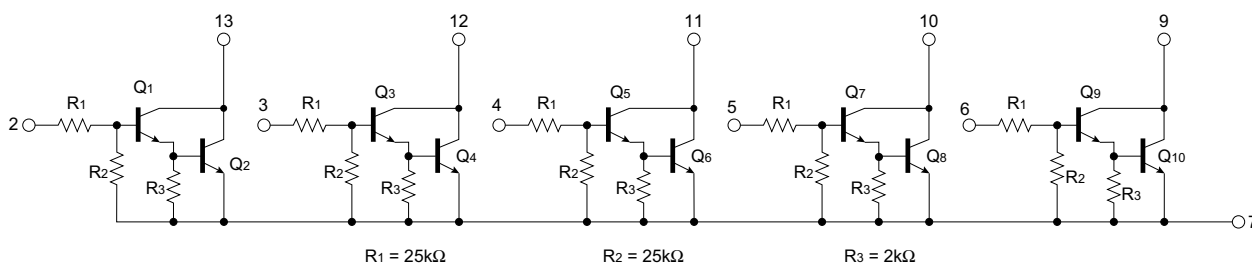 13 12 11 10 9
Q1 Q3 Q5 Q7 Q9
2 R1 3 R1 4 R1 5 R1 6 R1
Q2 Q4 Q6 Q8 Q10
R2 R2 R2 R2 R2
R3 R3 R3 R3 R3
7
R1 = 25kΩ R2 = 25kΩ R3 = 2kΩ